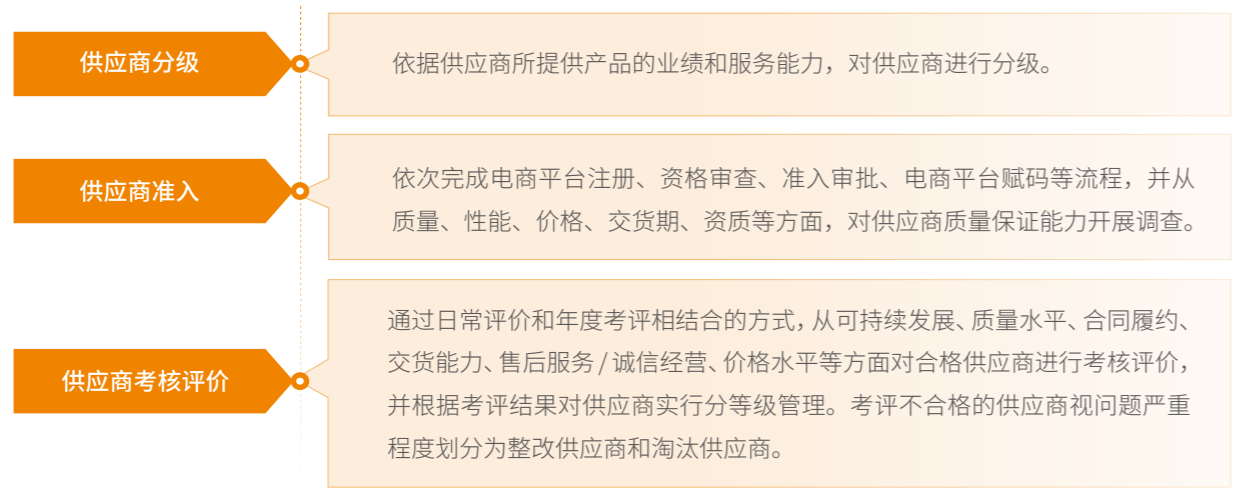 供应商分级
依据供应商所提供产品的业绩和服务能力，对供应商进行分级。
供应商准入
依次完成电商平台注册、资格审查、准入审批、电商平台赋码等流程，并从
质量、性能、价格、交货期、资质等方面，对供应商质量保证能力开展调查。
供应商考核评价
通过日常评价和年度考评相结合的方式，从可持续发展、质量水平、合同履约、
交货能力、售后服务 / 诚信经营、价格水平等方面对合格供应商进行考核评价，
并根据考评结果对供应商实行分等级管理。考评不合格的供应商视问题严重
程度划分为整改供应商和淘汰供应商。